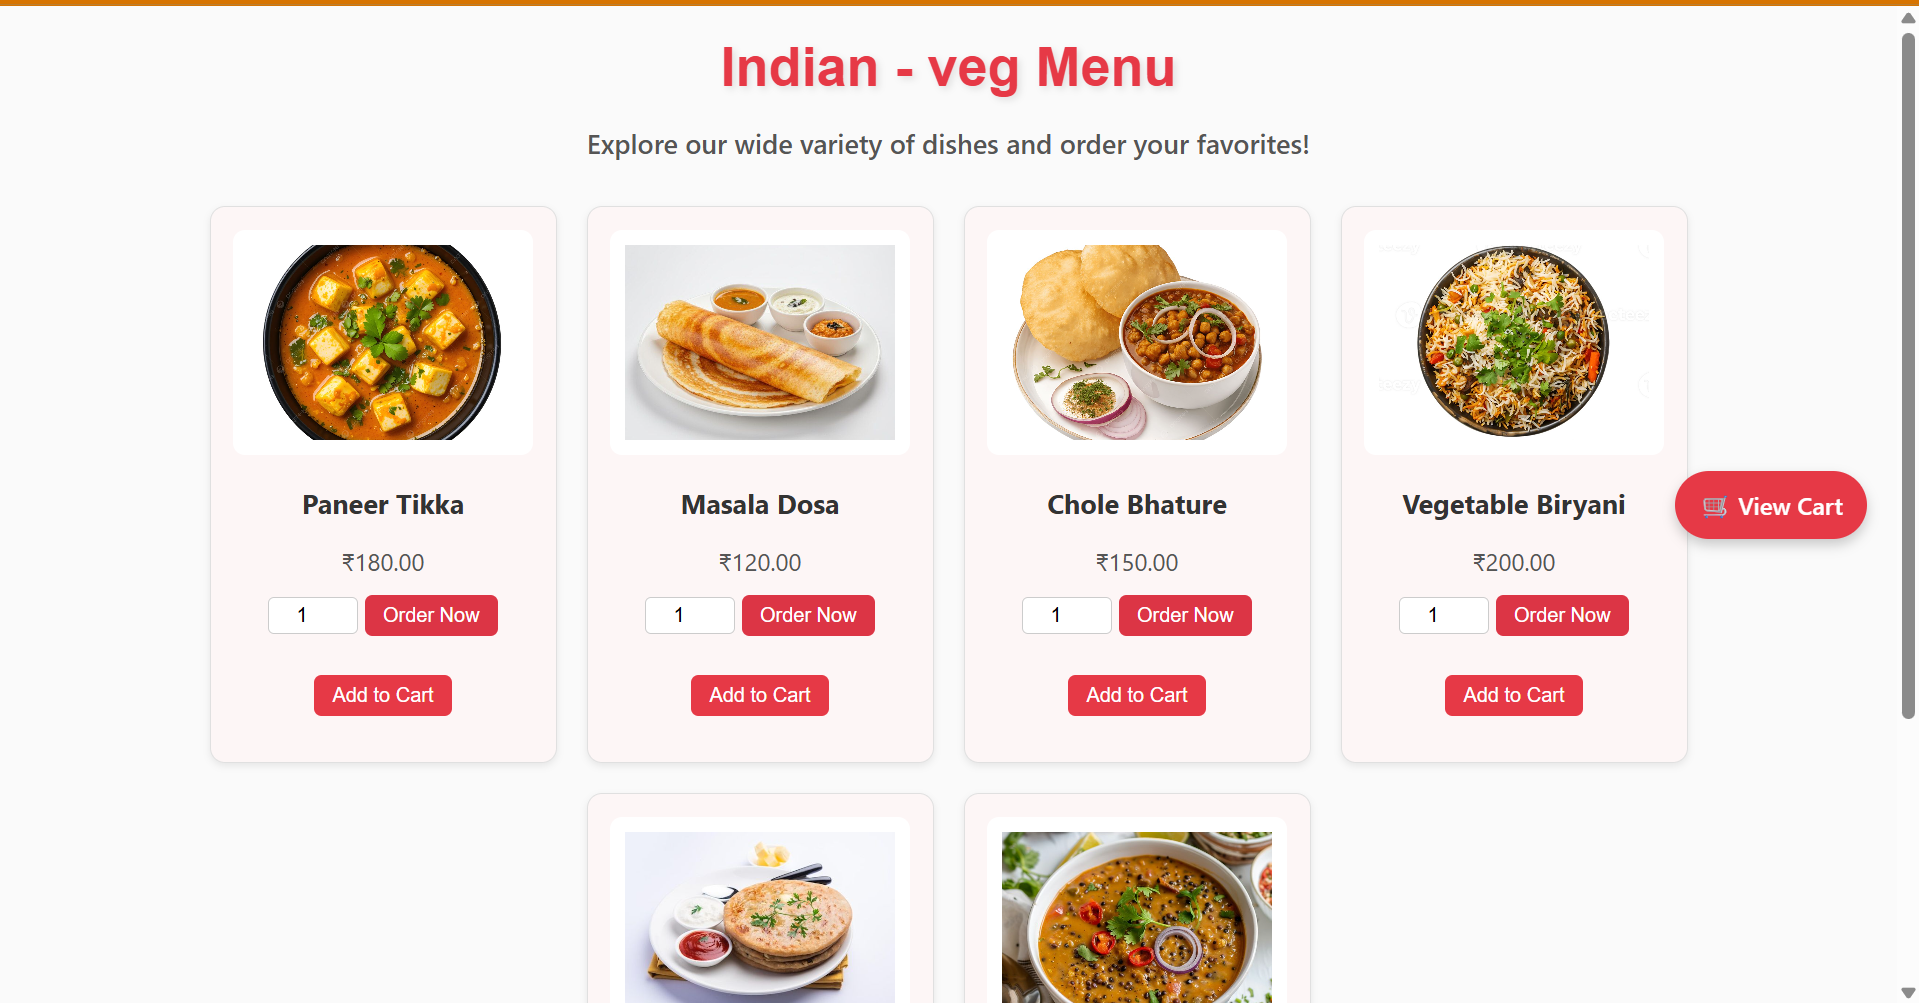 Indian - veg Menu
Explore our wide variety of dishes and order your favorites!
Paneer Tikka
₹180.00
1 Order Now
Add to Cart
Masala Dosa
₹120.00
1 Order Now
Add to Cart
Chole Bhature
₹150.00
1 Order Now
Add to Cart
Vegetable Biryani
₹200.00
1 Order Now
Add to Cart
🛒 View Cart